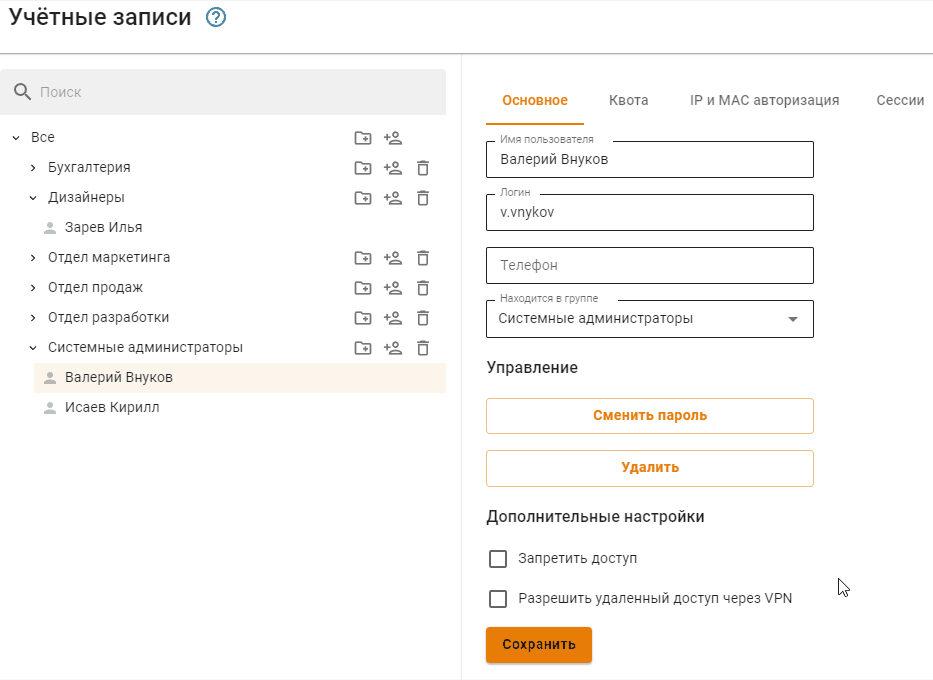 Учётные записи
Поиск
Все
Бухгалтерия
Дизайнеры
Зарев Илья
Отдел маркетинга
Отдел продаж
Отдел разработки
Системные администраторы
Валерий Внуков
Исаев Кирилл
Основное Квота IP и MAC авторизация Сессии
Имя пользователя
Валерий Внуков
Логин
v.vnykov
Телефон
Находится в группе
Системные администраторы
Управление
Сменить пароль
Удалить
Дополнительные настройки
Запретить доступ
Разрешить удаленный доступ через VPN
Сохранить